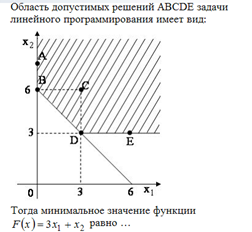 Область допустимых решений ABCDE задачи
линейного программирования имеет вид:
x₂
A
B
6
C
3
D
E
0
3
6
x₁
Тогда минимальное значение функции
F(x) = 3x₁ + x₂ равно ...